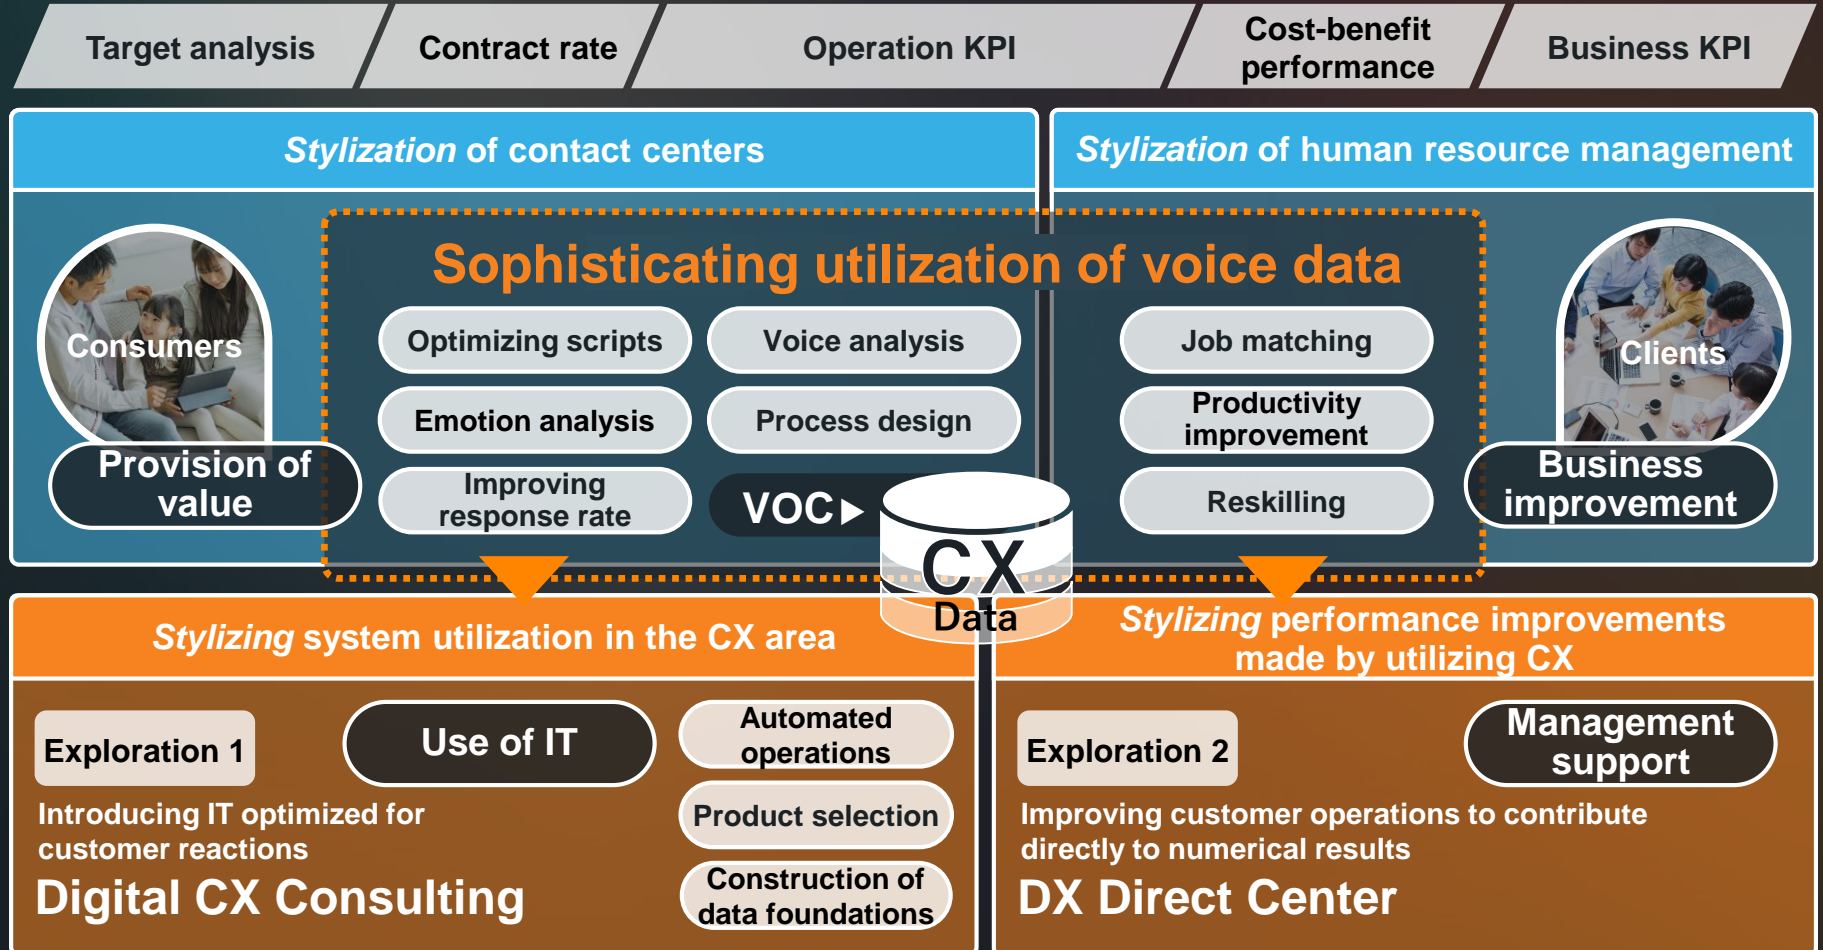 Target analysis
Contract rate
Operation KPI
Cost-benefit
performance
Business KPI
Stylization of contact centers
Stylization of human resource management
Sophisticating utilization of voice data
Consumers
Provision of
value
Optimizing scripts
Voice analysis
Emotion analysis
Process design
Improving
response rate
VOC▶
CX
Data
Job matching
Productivity
improvement
Reskilling
Clients
Business
improvement
Stylizing system utilization in the CX area
Exploration 1
Use of IT
Automated
operations
Product selection
Construction of
data foundations
Introducing IT optimized for
customer reactions
Digital CX Consulting
Stylizing performance improvements
made by utilizing CX
Exploration 2
Management
support
Improving customer operations to contribute
directly to numerical results
DX Direct Center